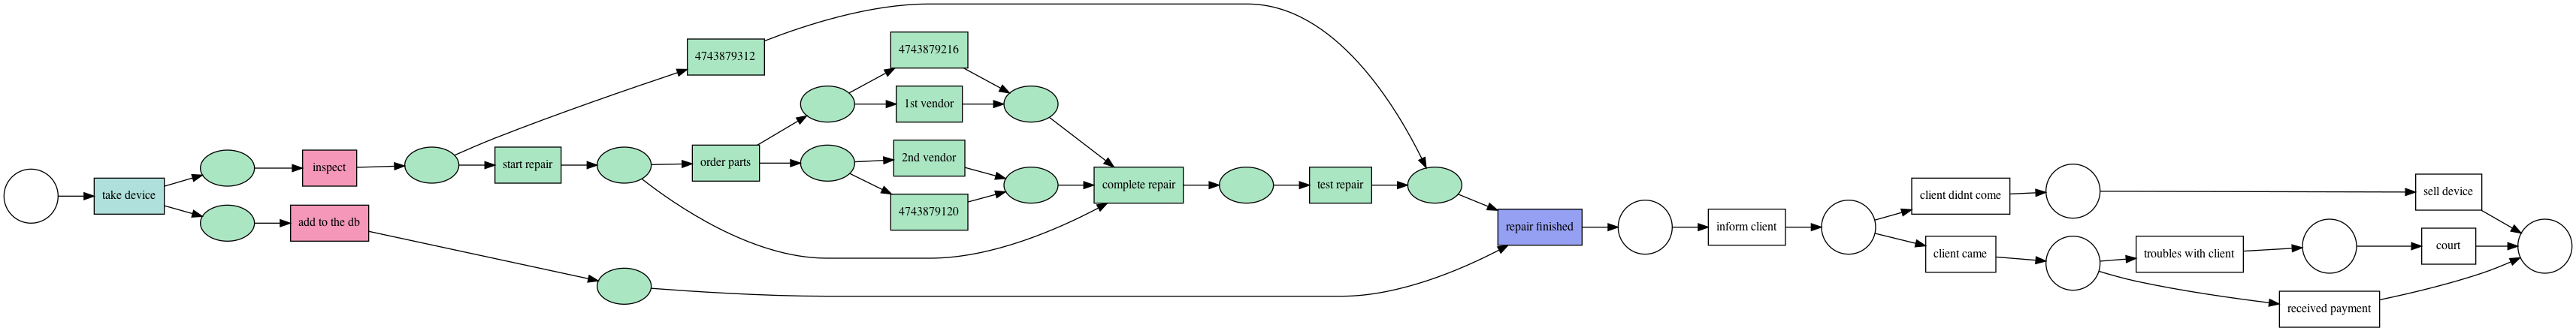 take device
inspect
add to the db
4743879312
start repair
order parts
4743879216
1st vendor
2nd vendor
4743879120
complete repair
test repair
repair finished
inform client
client didnt come
client came
troubles with client
sell device
court
received payment